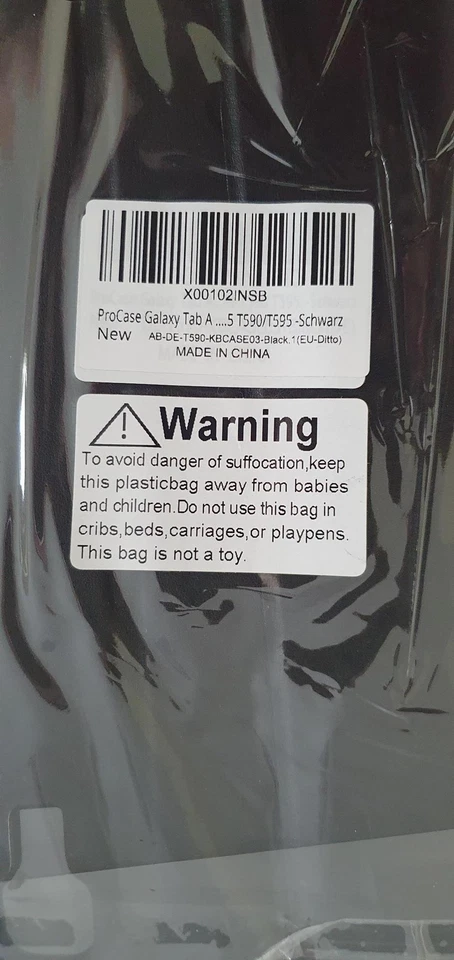 X00102INSB
ProCase Galaxy Tab A ....5 T590/T595 -Schwarz
New AB-DE-T590-KBCASE03-Black.1(EU-Ditto)
MADE IN CHINA
Warning
To avoid danger of suffocation,keep
this plasticbag away from babies
and children.Do not use this bag in
cribs,beds,carriages,or playpens.
This bag is not a toy.